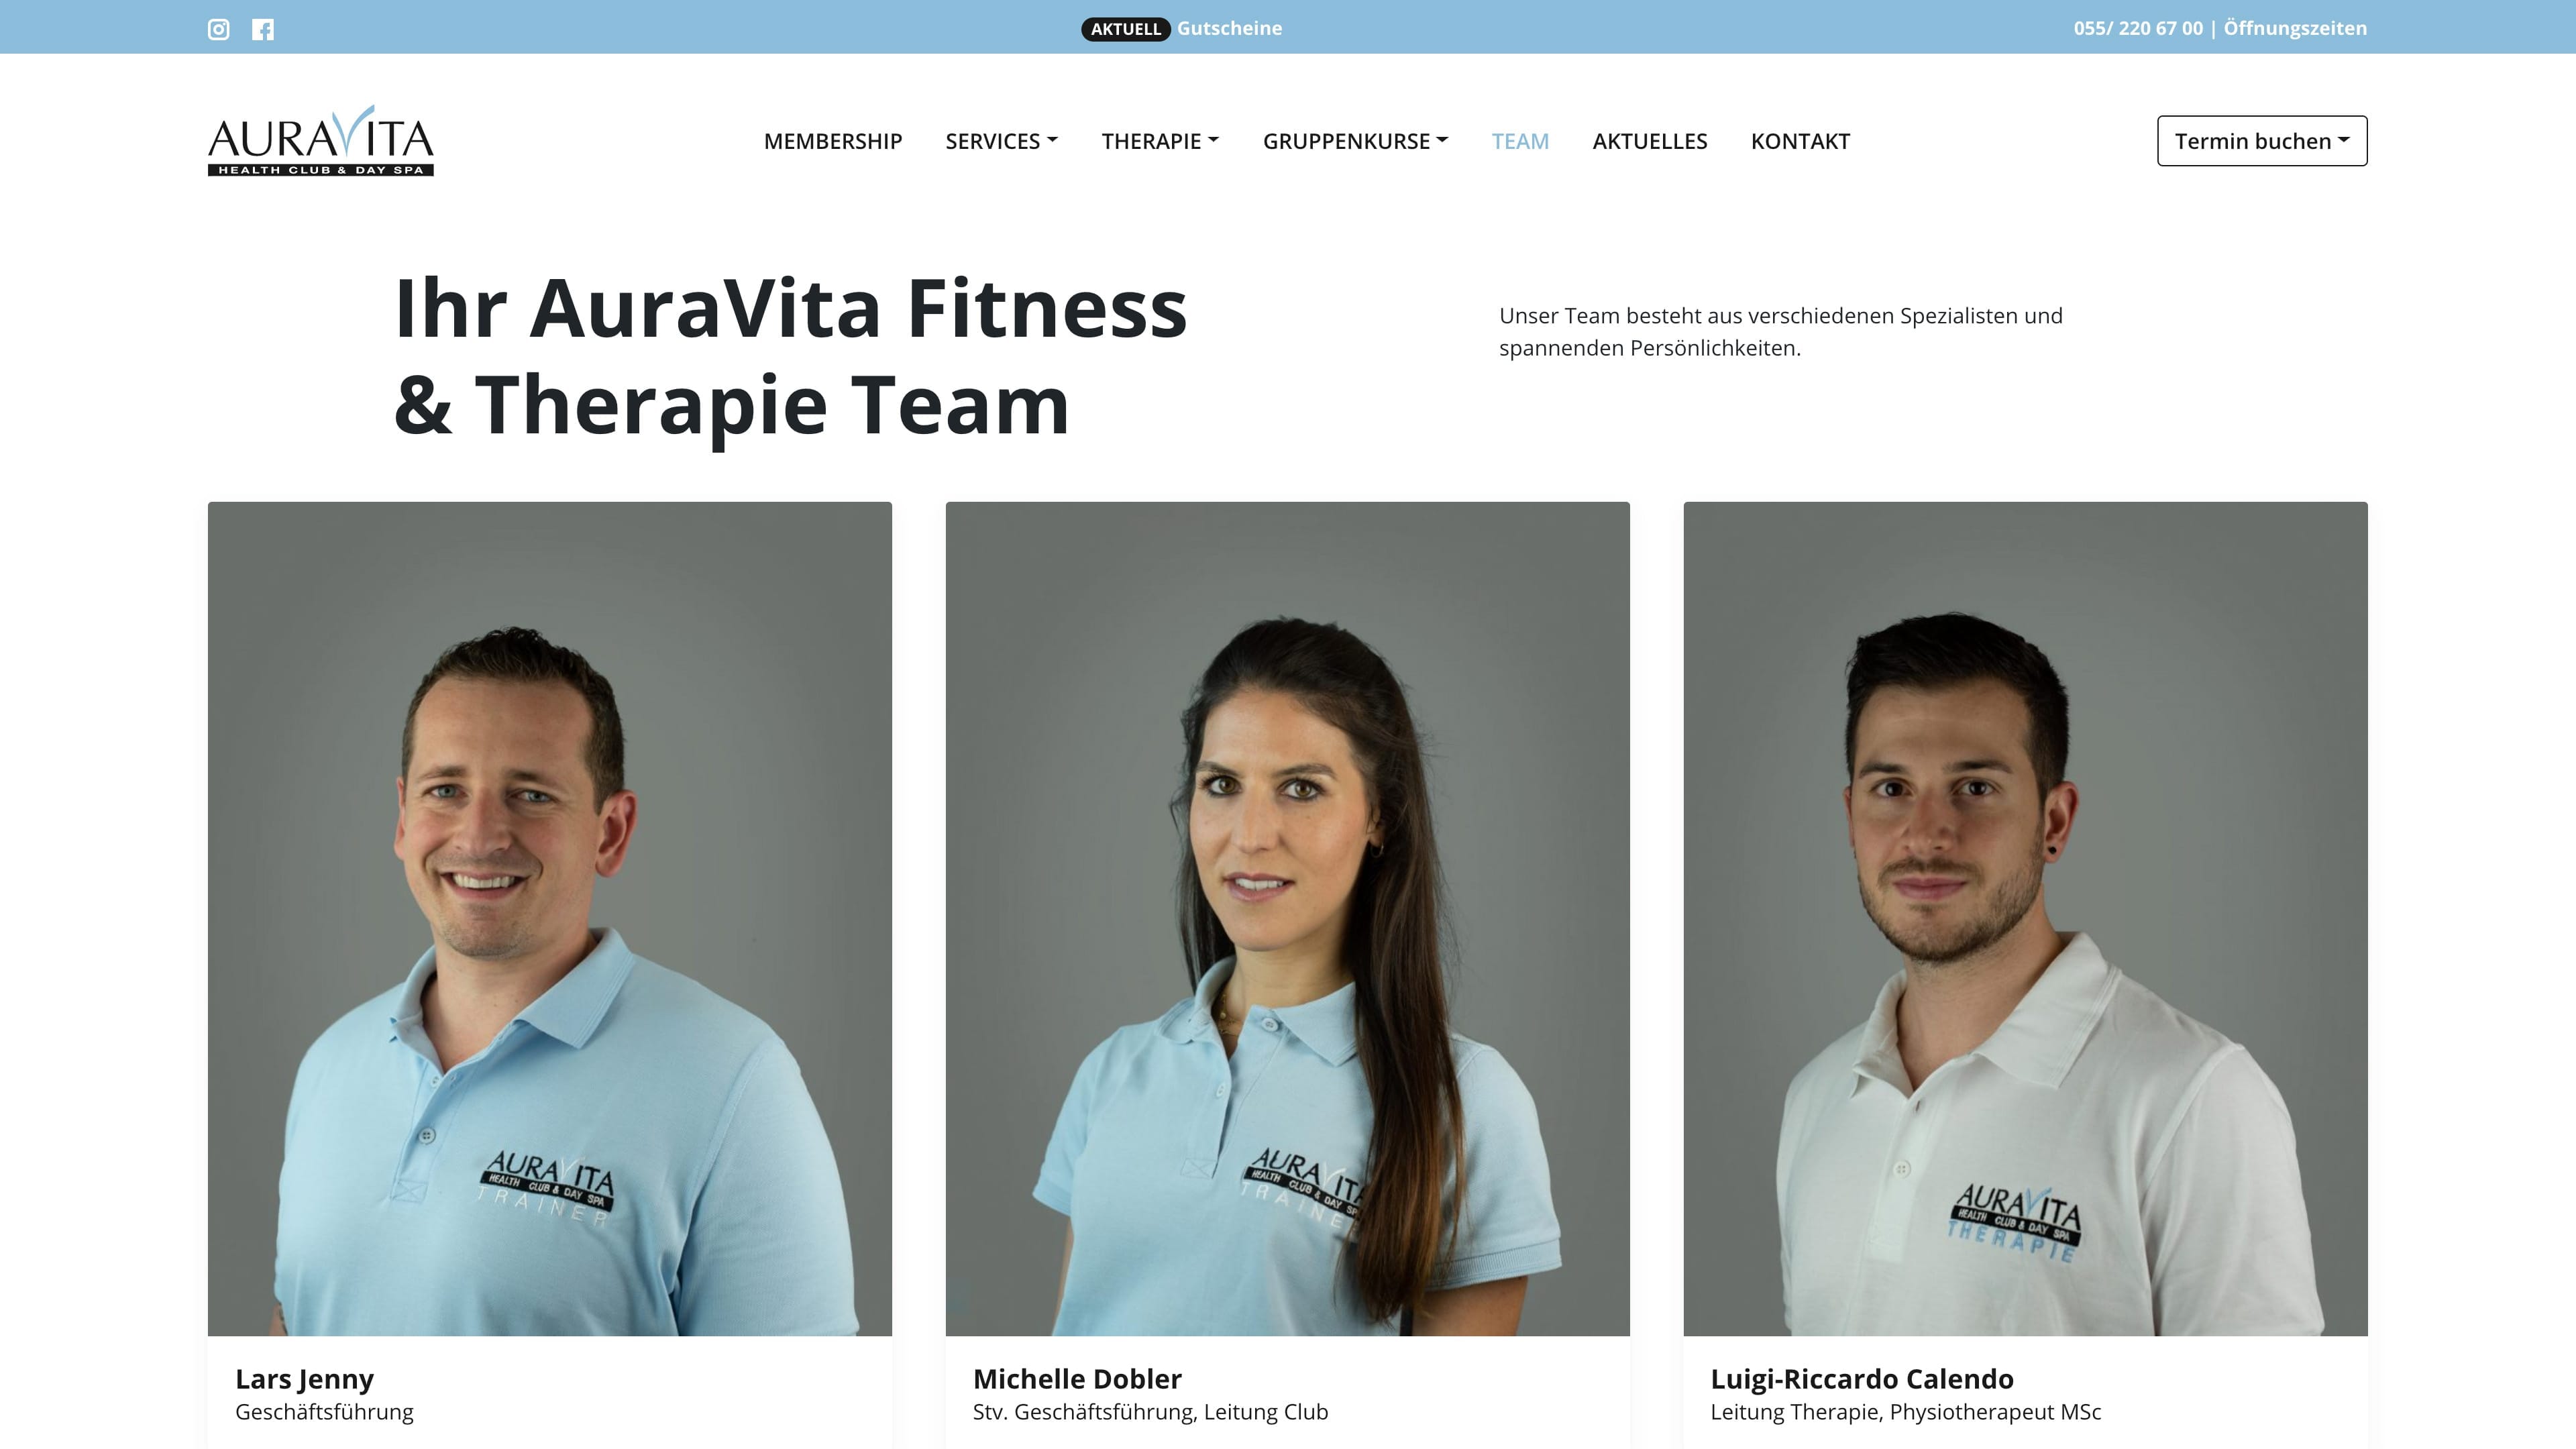 AKTUELL Gutscheine
055/ 220 67 00 | Öffnungszeiten
AURAVITA
HEALTH CLUB & DAY SPA
MEMBERSHIP
SERVICES
THERAPIE
GRUPPENKURSE
TEAM
AKTUELLES
KONTAKT
Termin buchen
Ihr AuraVita Fitness
& Therapie Team
Unser Team besteht aus verschiedenen Spezialisten und
spannenden Persönlichkeiten.
AURAVITA
HEALTH CLUB & DAY SPA
TRAINER
AURAVITA
HEALTH CLUB & DAY SP
TRAINE
AURAVITA
HEALTH CLUB & DAY SPA
THERAPIE
Lars Jenny
Geschäftsführung
Michelle Dobler
Stv. Geschäftsführung, Leitung Club
Luigi-Riccardo Calendo
Leitung Therapie, Physiotherapeut MSc